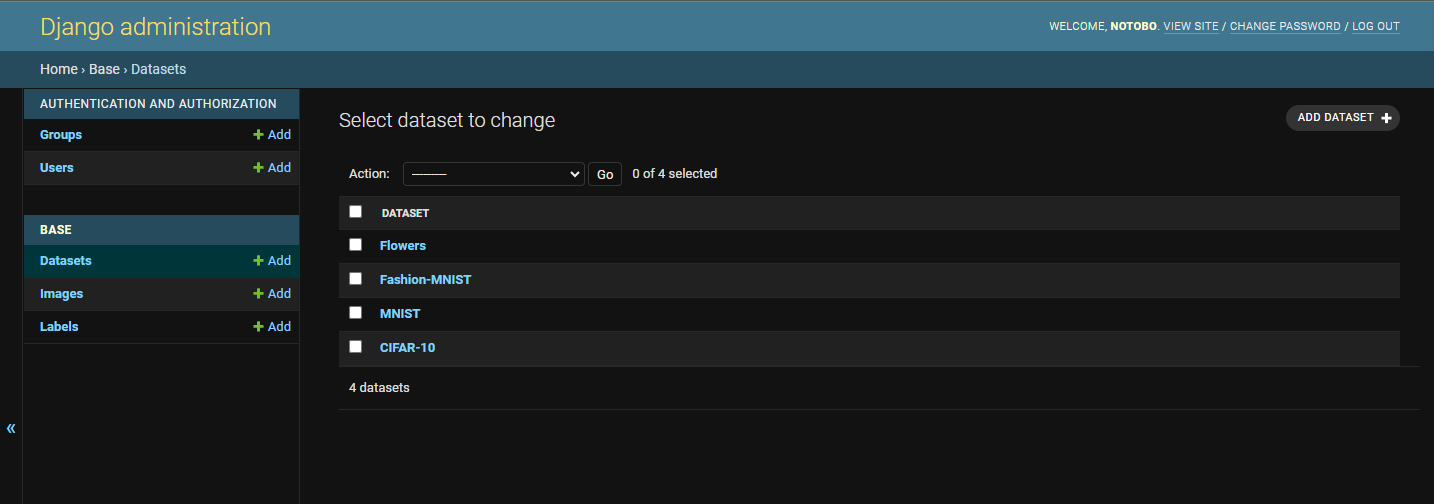 Django administration
WELCOME, NOTOBO. VIEW SITE / CHANGE PASSWORD / LOG OUT
Home › Base › Datasets
AUTHENTICATION AND AUTHORIZATION
Groups + Add
Users + Add
BASE
Datasets + Add
Images + Add
Labels + Add
«
Select dataset to change
ADD DATASET +
Action: --------- Go 0 of 4 selected
DATASET
Flowers
Fashion-MNIST
MNIST
CIFAR-10
4 datasets